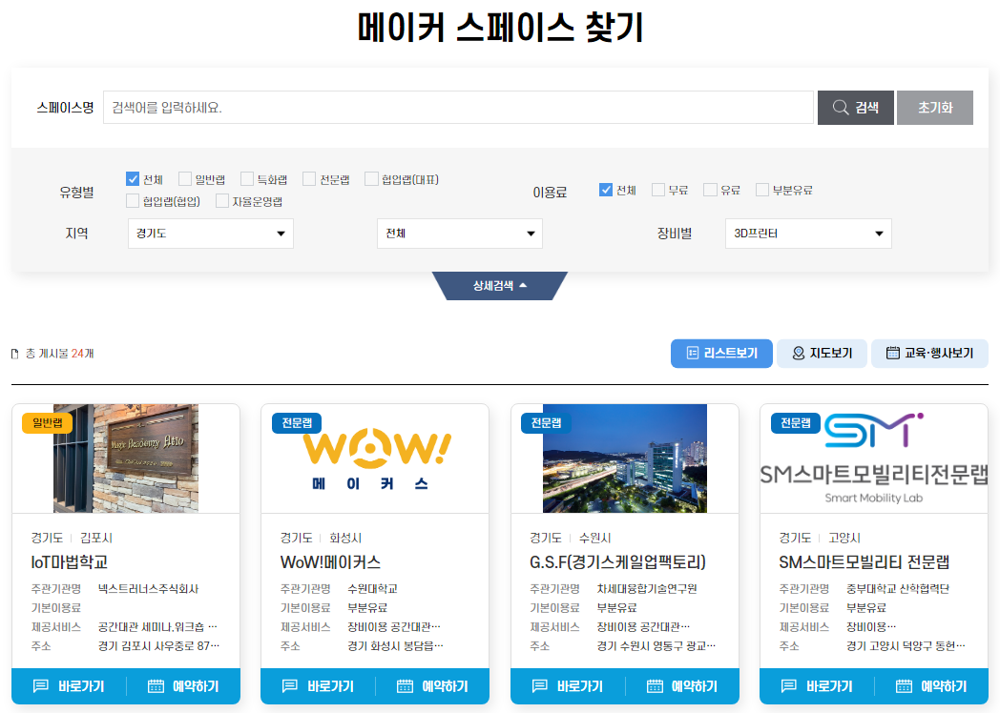 메이커 스페이스 찾기
스페이스명 검색어를 입력하세요. 검색 초기화
유형별 전체 일반랩 특화랩 전문랩 협업랩(대표) 협업랩(협업) 자율운영랩
이용료 전체 무료 유료 부분유료
지역 경기도 전체 장비별 3D프린터
상세검색
총 게시물 24개 리스트보기 지도보기 교육·행사보기
일반랩
Magic Academy
경기도 김포시
IoT마법학교
주관기관명 넥스트러너스주식회사
기본이용료
제공서비스 공간대관 세미나,워크숍 ···
주소 경기 김포시 사우중로 87···
바로가기 예약하기
전문랩
WOW!
메이커스
경기도 화성시
WoW!메이커스
주관기관명 수원대학교
기본이용료 부분유료
제공서비스 장비이용 공간대관···
주소 경기 화성시 봉담읍···
바로가기 예약하기
전문랩
경기도 수원시
G.S.F(경기스케일업팩토리)
주관기관명 차세대융합기술연구원
기본이용료 부분유료
제공서비스 장비이용 공간대관···
주소 경기 수원시 영통구 광교···
바로가기 예약하기
전문랩
SM
SM스마트모빌리티전문랩
Smart Mobility Lab
경기도 고양시
SM스마트모빌리티 전문랩
주관기관명 중부대학교 산학협력단
기본이용료 부분유료
제공서비스 장비이용···
주소 경기 고양시 덕양구 동헌···
바로가기 예약하기